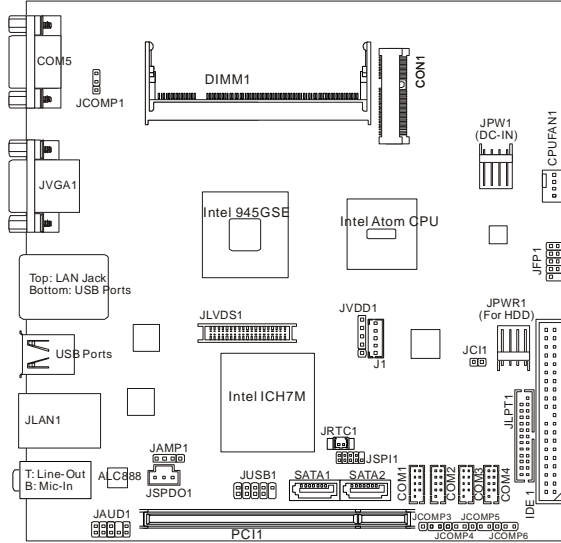 COM5
JCOMP1
DIMM1
CON1
JPW1
(DC-IN)
CPUFAN1
JVGA1
Intel 945GSE
Intel Atom CPU
JFP1
Top: LAN Jack
Bottom: USB Ports
JLVDS1
JVDD1
J1
JPWR1
(For HDD)
JCI1
USB Ports
Intel ICH7M
JLAN1
JLPT1
JRTC1
JSPI1
JAMP1
T: Line-Out
B: Mic-In
ALC888
JSPDO1
JUSB1
SATA1
SATA2
COM1
COM2
COM3
COM4
IDE 1
JAUD1
PCI1
JCOMP3
JCOMP5
JCOMP4
JCOMP6